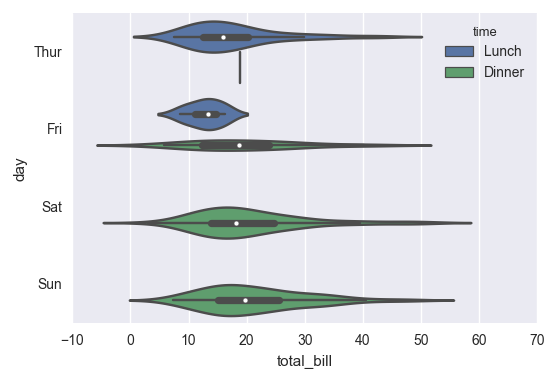 time
Lunch
Dinner
Thur
Fri
Sat
Sun
day
−10 0 10 20 30 40 50 60 70
total_bill